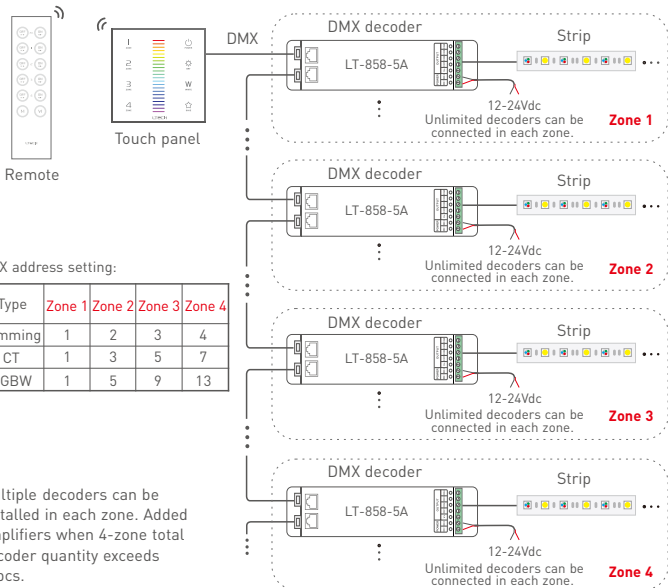 DMX decoder
Strip
DMX
LT-858-5A
12-24Vdc
Unlimited decoders can be
connected in each zone.
Zone 1
1
2
3
4
W
Touch panel
Remote
DMX decoder
Strip
LT-858-5A
12-24Vdc
Unlimited decoders can be
connected in each zone.
Zone 2
X address setting:
Type Zone 1 Zone 2 Zone 3 Zone 4
mming 1 2 3 4
CT 1 3 5 7
GBW 1 5 9 13
DMX decoder
Strip
LT-858-5A
12-24Vdc
Unlimited decoders can be
connected in each zone.
Zone 3
ltiple decoders can be
talled in each zone. Added
plifiers when 4-zone total
coder quantity exceeds
pcs.
DMX decoder
Strip
LT-858-5A
12-24Vdc
Unlimited decoders can be
connected in each zone.
Zone 4